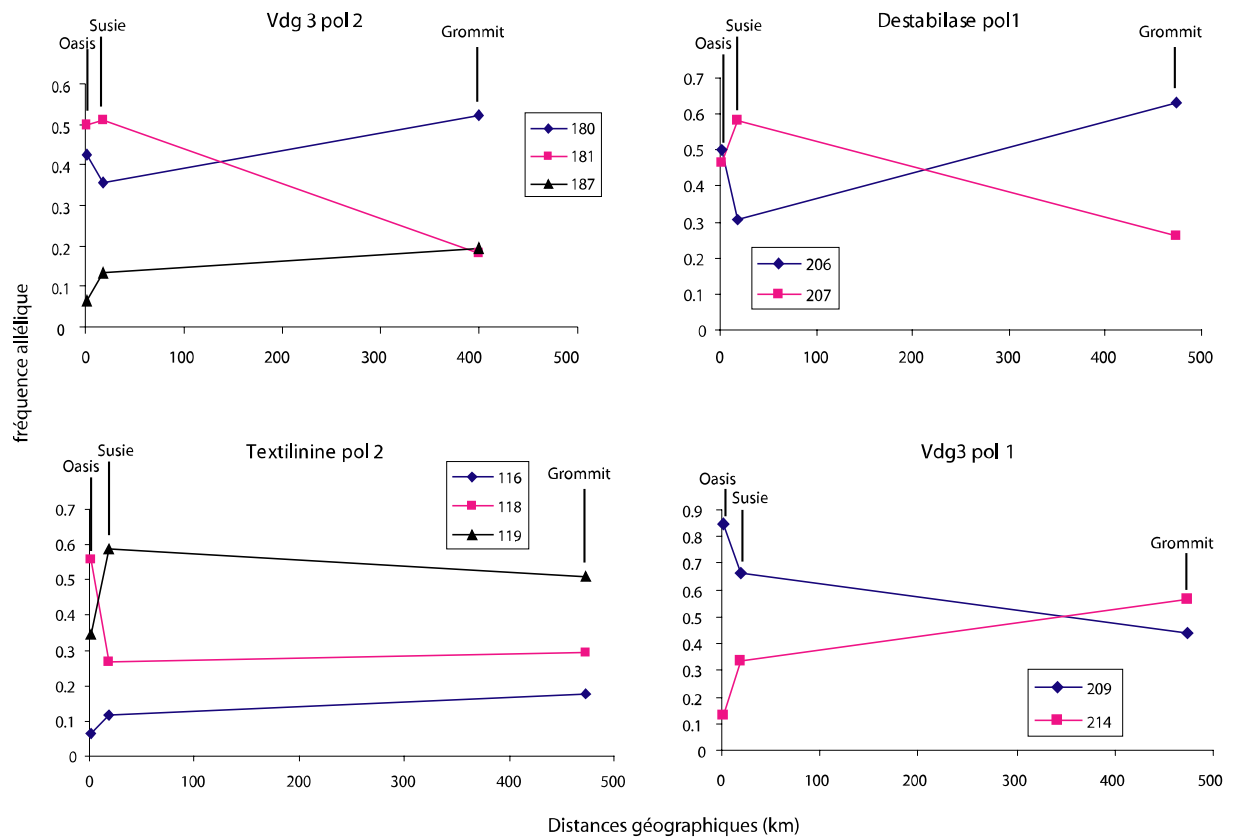 Vdg 3 pol 2
Oasis
Susie
Grommit
0.6
0.5
0.4
0.3
0.2
0.1
0
0 100 200 300 400 500
180
181
187
Destabilase pol1
Oasis
Susie
Grommit
0.7
0.6
0.5
0.4
0.3
0.2
0.1
0
0 100 200 300 400 500
206
207
fréquence allélique
Textilinine pol 2
Oasis
Susie
Grommit
0.7
0.6
0.5
0.4
0.3
0.2
0.1
0
0 100 200 300 400 500
116
118
119
Vdg3 pol 1
Oasis
Susie
Grommit
0.9
0.8
0.7
0.6
0.5
0.4
0.3
0.2
0.1
0
0 100 200 300 400 500
209
214
Distances géographiques (km)